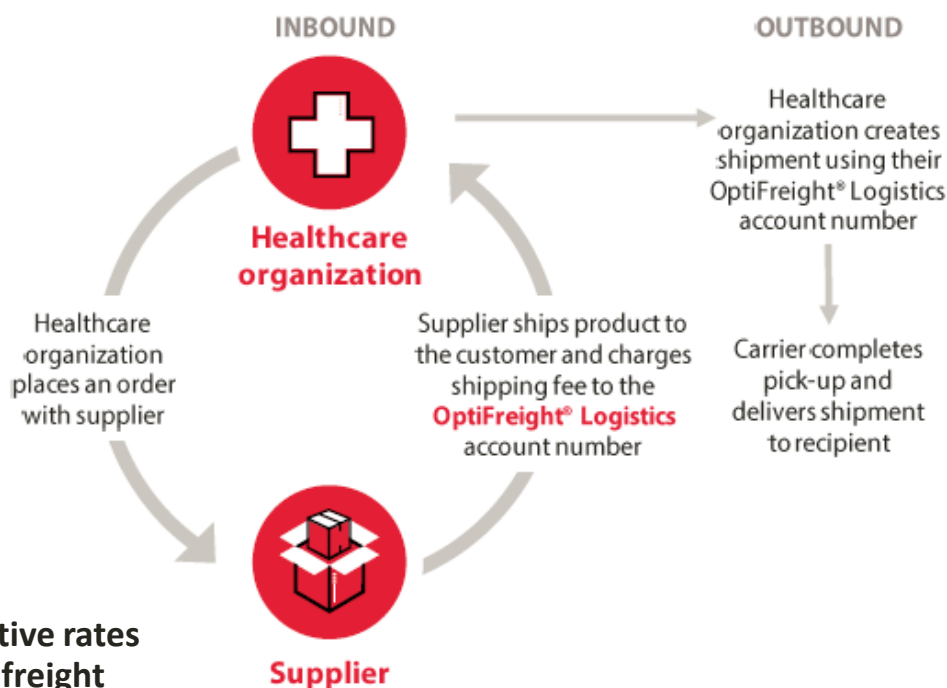 INBOUND
OUTBOUND
Healthcare
organization
Healthcare
organization creates
shipment using their
OptiFreight® Logistics
account number
Healthcare
organization
places an order
with supplier
Supplier ships product to
the customer and charges
shipping fee to the
OptiFreight® Logistics
account number
Carrier completes
pick-up and
delivers shipment
to recipient
Supplier
rates
freight